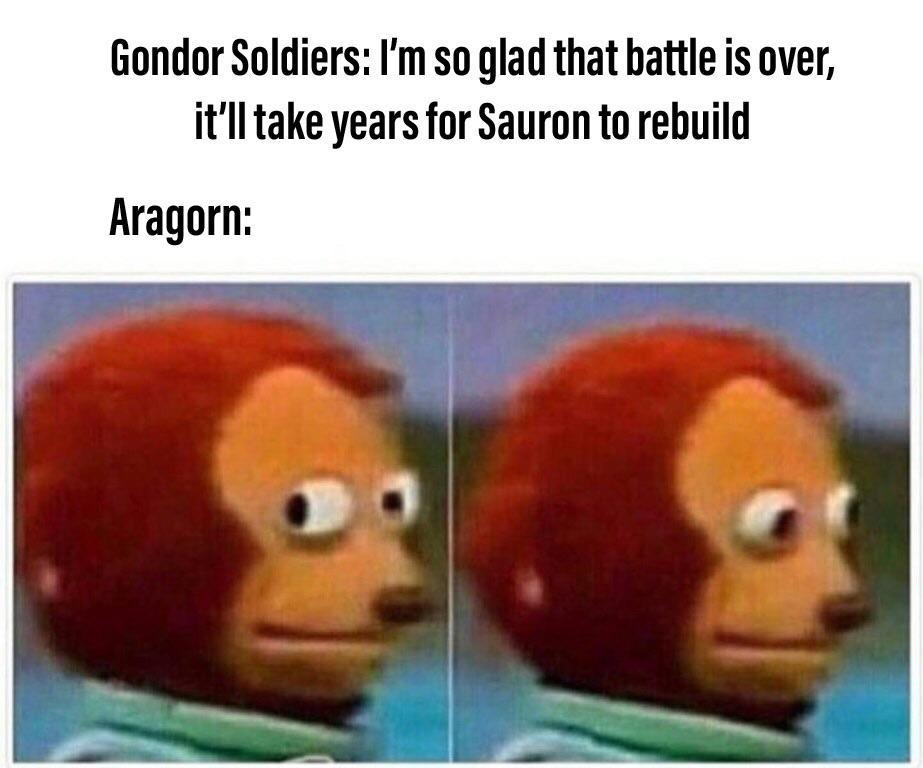 Gondor Soldiers: I’m so glad that battle is over,
it’ll take years for Sauron to rebuild
Aragorn: